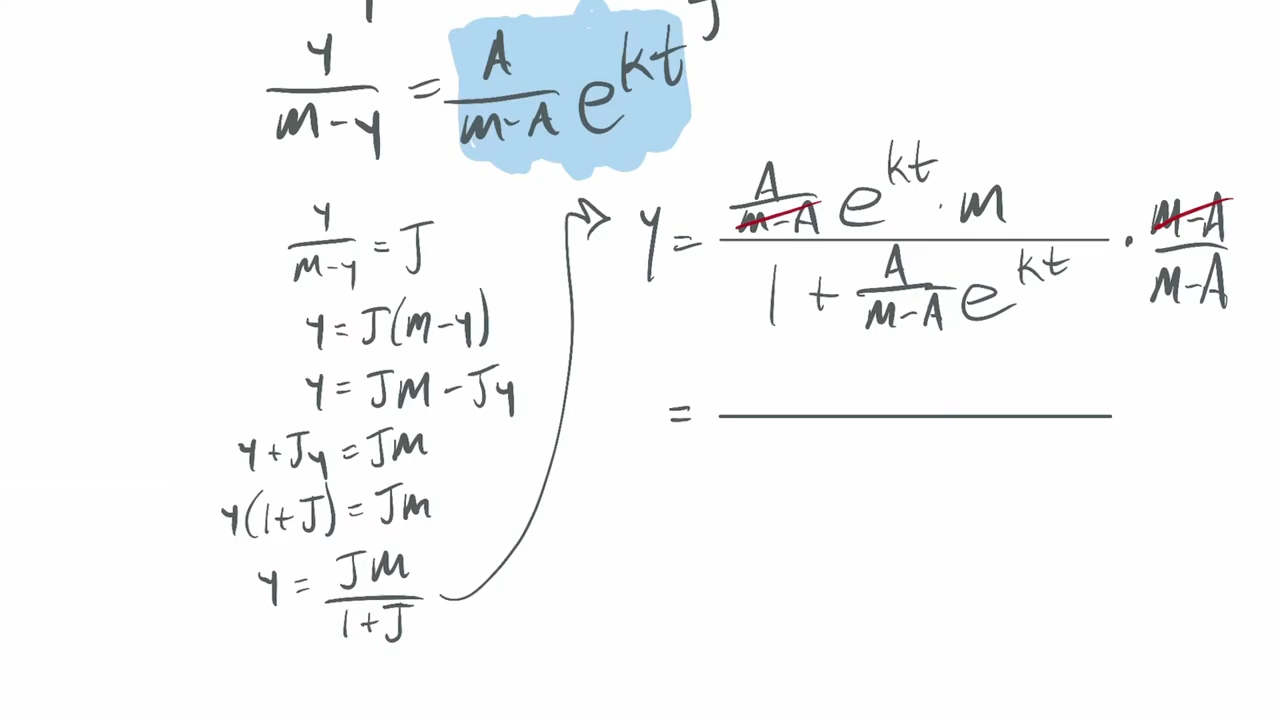 y/(m-y) = A/(m-A) e^{kt}
y/(m-y) = J
y = J(m-y)
y = Jm - Jy
y + Jy = Jm
y(1+J) = Jm
y = Jm/(1+J)
y = (A/(m-A) e^{kt} · m)/(1 + A/(m-A) e^{kt}) · (m-A)/(m-A)
=